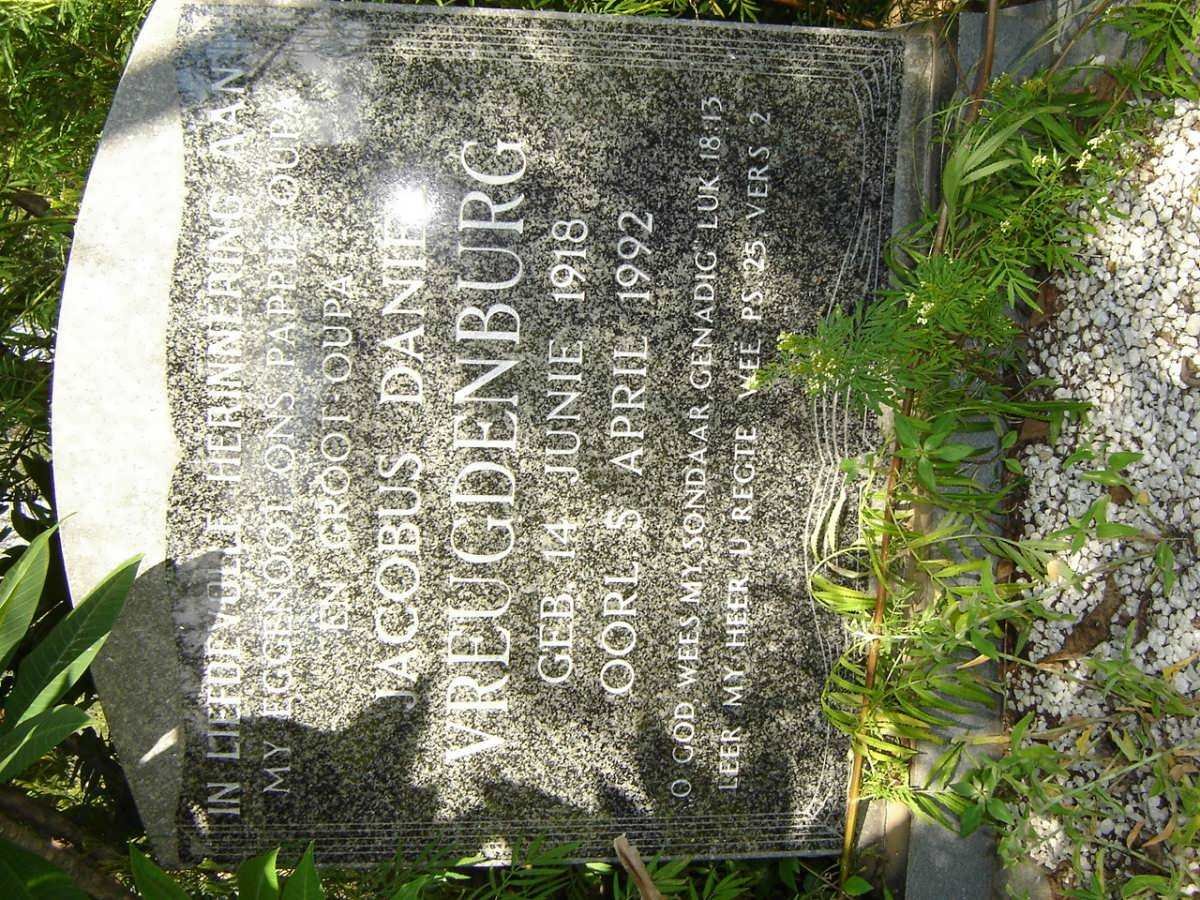 IN LIEFDEVOLLE HERINNERING AAN
MY EGGENOOT, ONS PAPPIE, OUPA
EN GROOT-OUPA
JACOBUS DANIEL
VREUGDENBURG
GEB. 14 JUNIE 1918
OORL 5 APRIL 1992
O GOD WEES MY SONDAAR GENADIG" LUK 18 13
LEER MY HEER U REGTE WEE PS 25 VERS 2